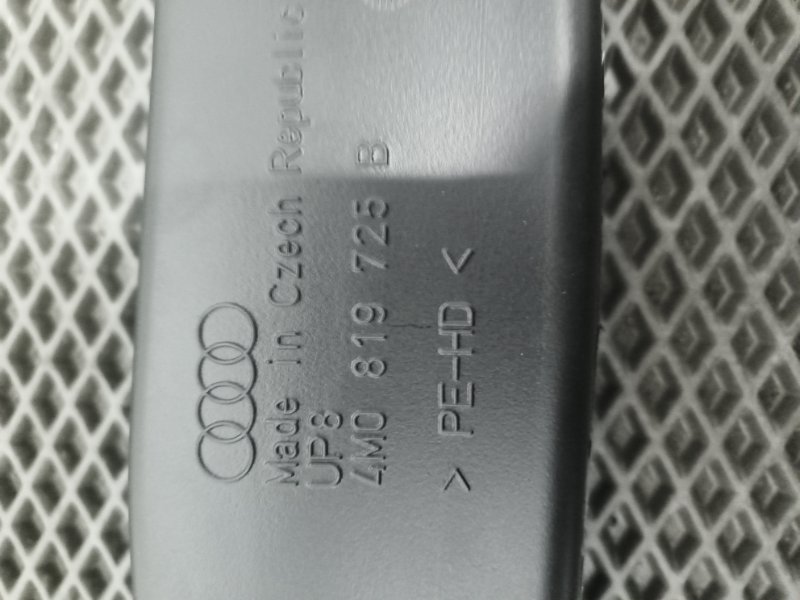 Made in Czech Republic
UP8
4M0 819 725 B
> PE-HD <